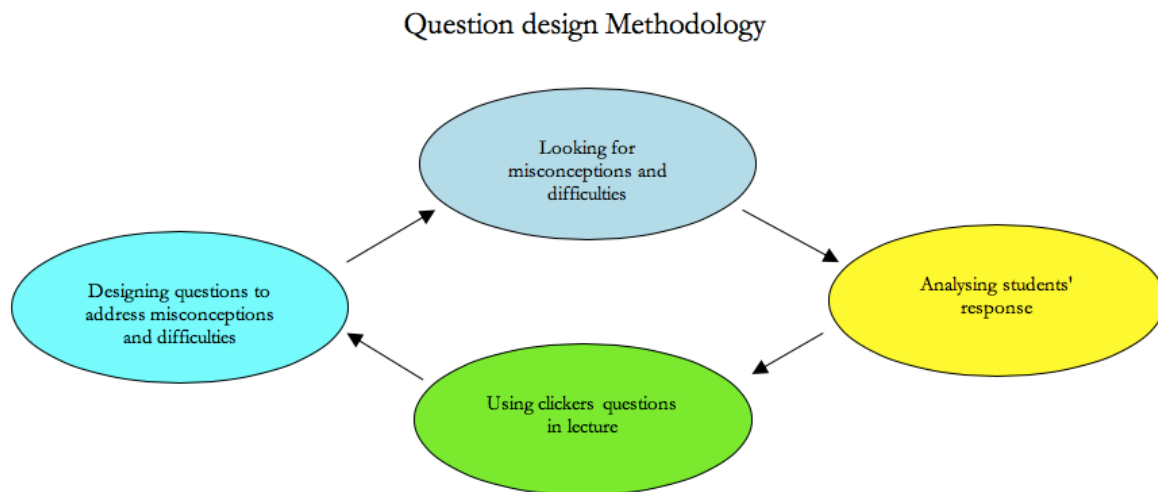 Question design Methodology
Looking for
misconceptions and
difficulties
Analysing students'
response
Designing questions to
address misconceptions
and difficulties
Using clickers questions
in lecture